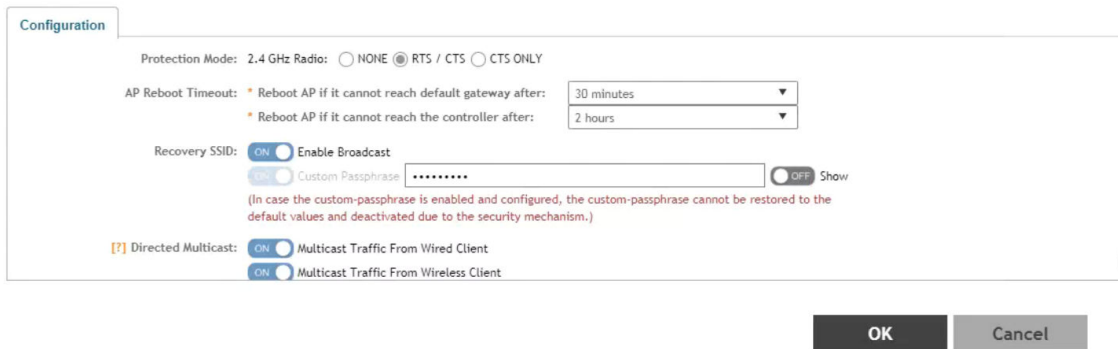 Configuration
Protection Mode: 2.4 GHz Radio: NONE RTS / CTS CTS ONLY
AP Reboot Timeout: * Reboot AP if it cannot reach default gateway after: 30 minutes
* Reboot AP if it cannot reach the controller after: 2 hours
Recovery SSID: ON Enable Broadcast
ON Custom Passphrase ••••••••• OFF Show
(In case the custom-passphrase is enabled and configured, the custom-passphrase cannot be restored to the
default values and deactivated due to the security mechanism.)
[?] Directed Multicast: ON Multicast Traffic From Wired Client
ON Multicast Traffic From Wireless Client
OK Cancel